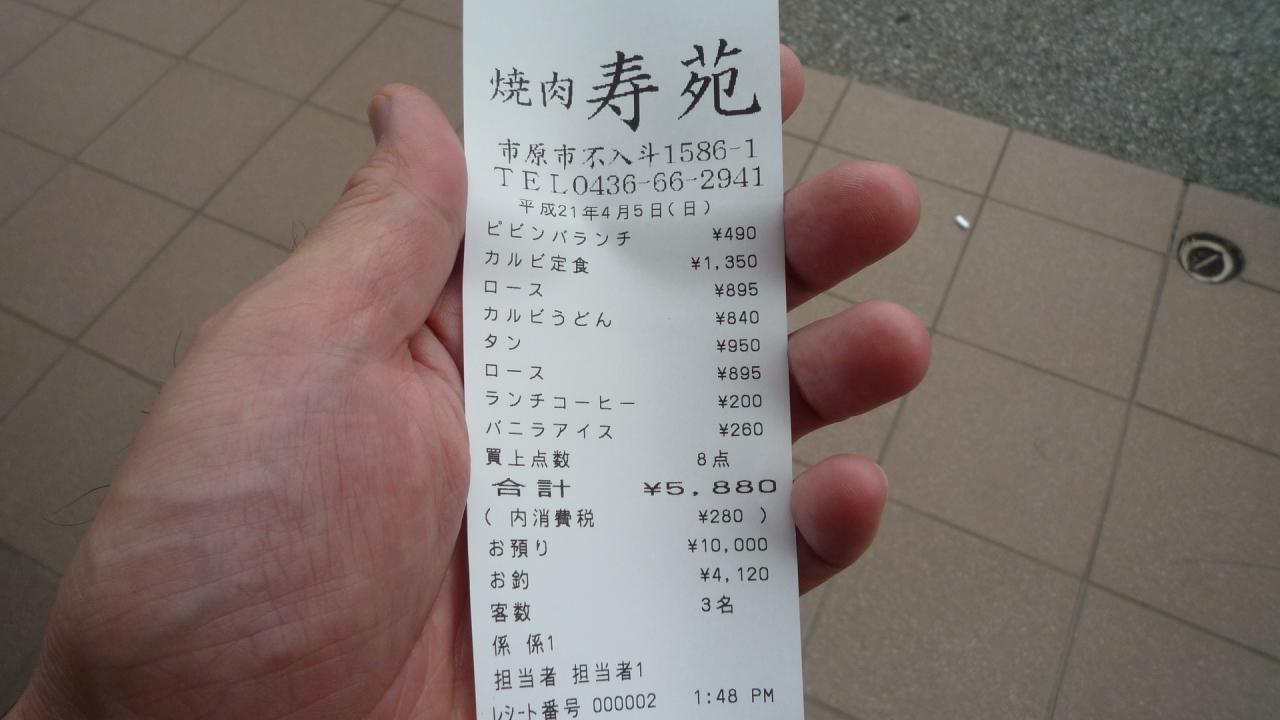 焼肉 寿苑
市原市不入斗1586-1
TEL0436-66-2941
平成21年4月5日(日)
ピビンバランチ ¥490
カルビ定食 ¥1,350
ロース ¥895
カルビうどん ¥840
タン ¥950
ロース ¥895
ランチコーヒー ¥200
バニラアイス ¥260
買上点数 8点
合計 ¥5,880
( 内消費税 ¥280 )
お預り ¥10,000
お釣 ¥4,120
客数 3名
係 係1
担当者 担当者1
レシート番号 000002 1:48 PM